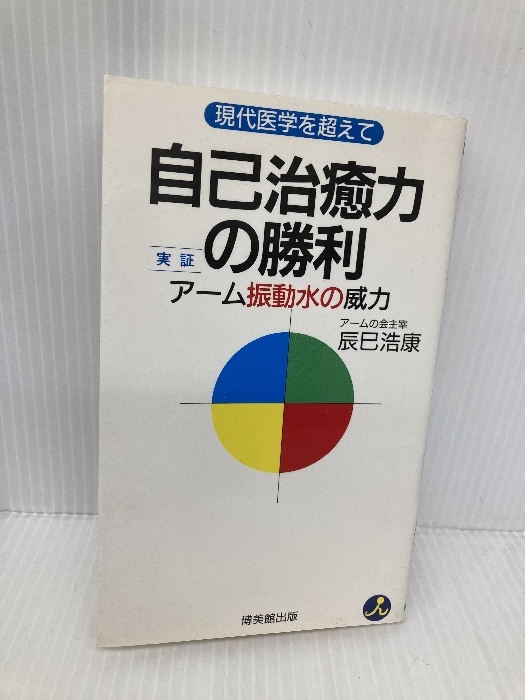 現代医学を超えて
自己治癒力
実証 の勝利
アーム振動水の威力
アームの会主宰
辰巳浩康
博美館出版